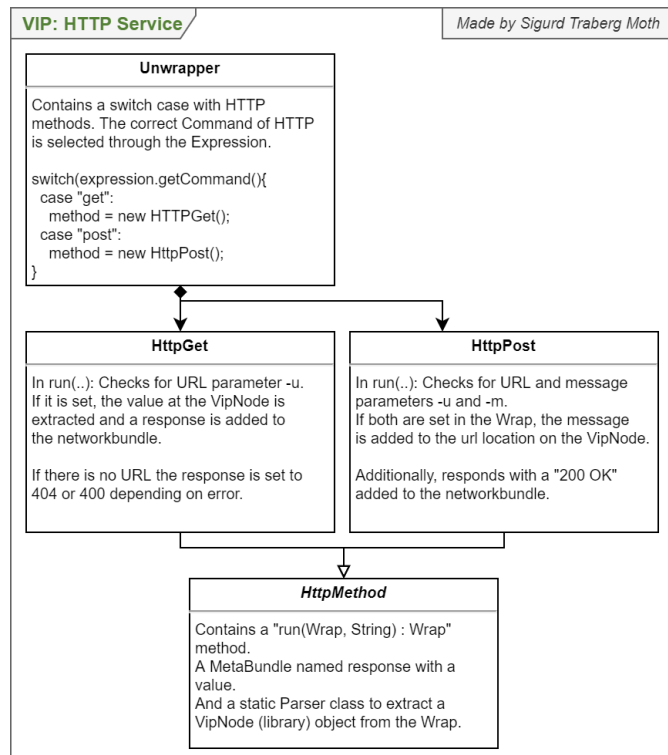 VIP: HTTP Service
Made by Sigurd Traberg Moth
Unwrapper
Contains a switch case with HTTP
methods. The correct Command of HTTP
is selected through the Expression.
switch(expression.getCommand(){
case "get":
method = new HTTPGet();
case "post":
method = new HttpPost();
}
HttpGet
In run(..): Checks for URL parameter -u.
If it is set, the value at the VipNode is
extracted and a response is added to
the networkbundle.
If there is no URL the response is set to
404 or 400 depending on error.
HttpPost
In run(..): Checks for URL and message
parameters -u and -m.
If both are set in the Wrap, the message
is added to the url location on the VipNode.
Additionally, responds with a "200 OK"
added to the networkbundle.
HttpMethod
Contains a "run(Wrap, String) : Wrap"
method.
A MetaBundle named response with a
value.
And a static Parser class to extract a
VipNode (library) object from the Wrap.